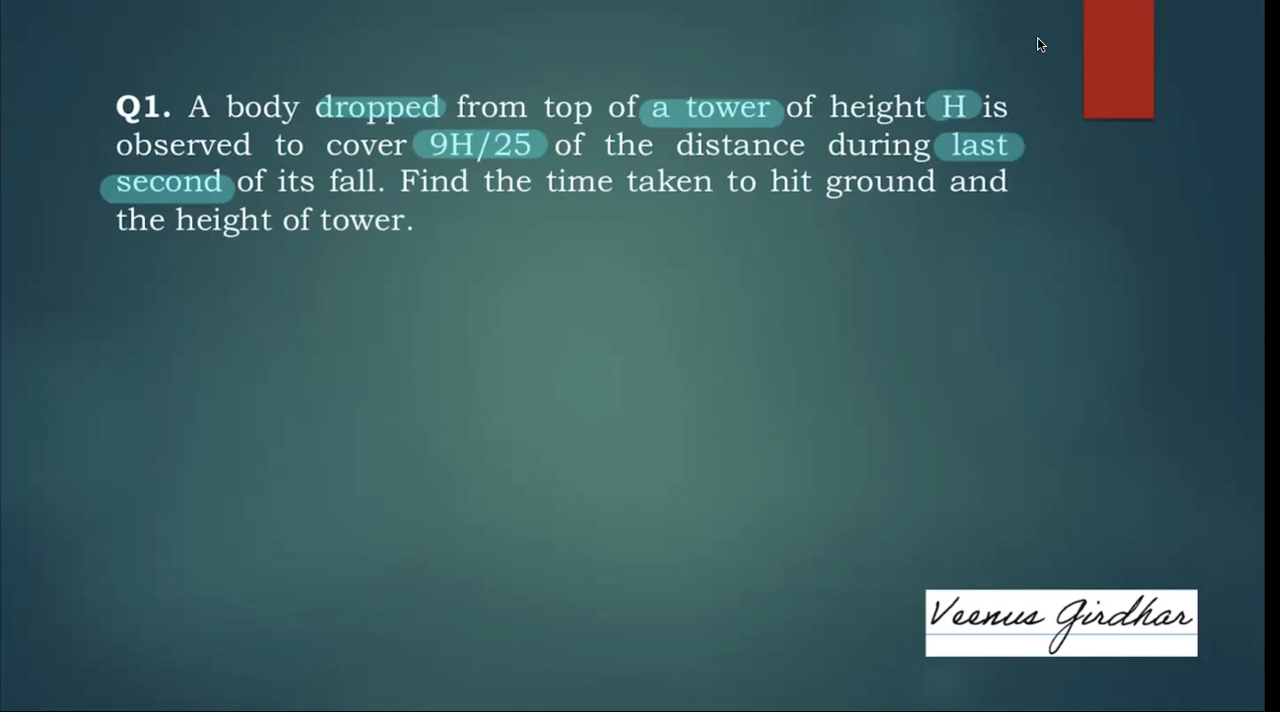 Q1. A body dropped from top of a tower of height H is
observed to cover 9H/25 of the distance during last
second of its fall. Find the time taken to hit ground and
the height of tower.
Veenus Girdhar